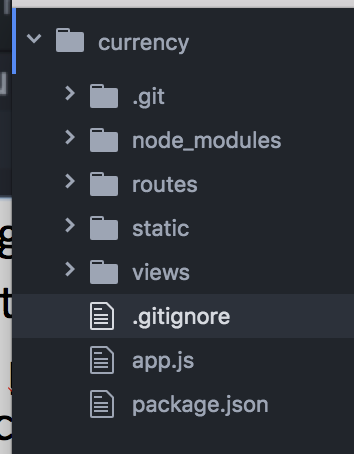 currency
.git
node_modules
routes
static
views
.gitignore
app.js
package.json